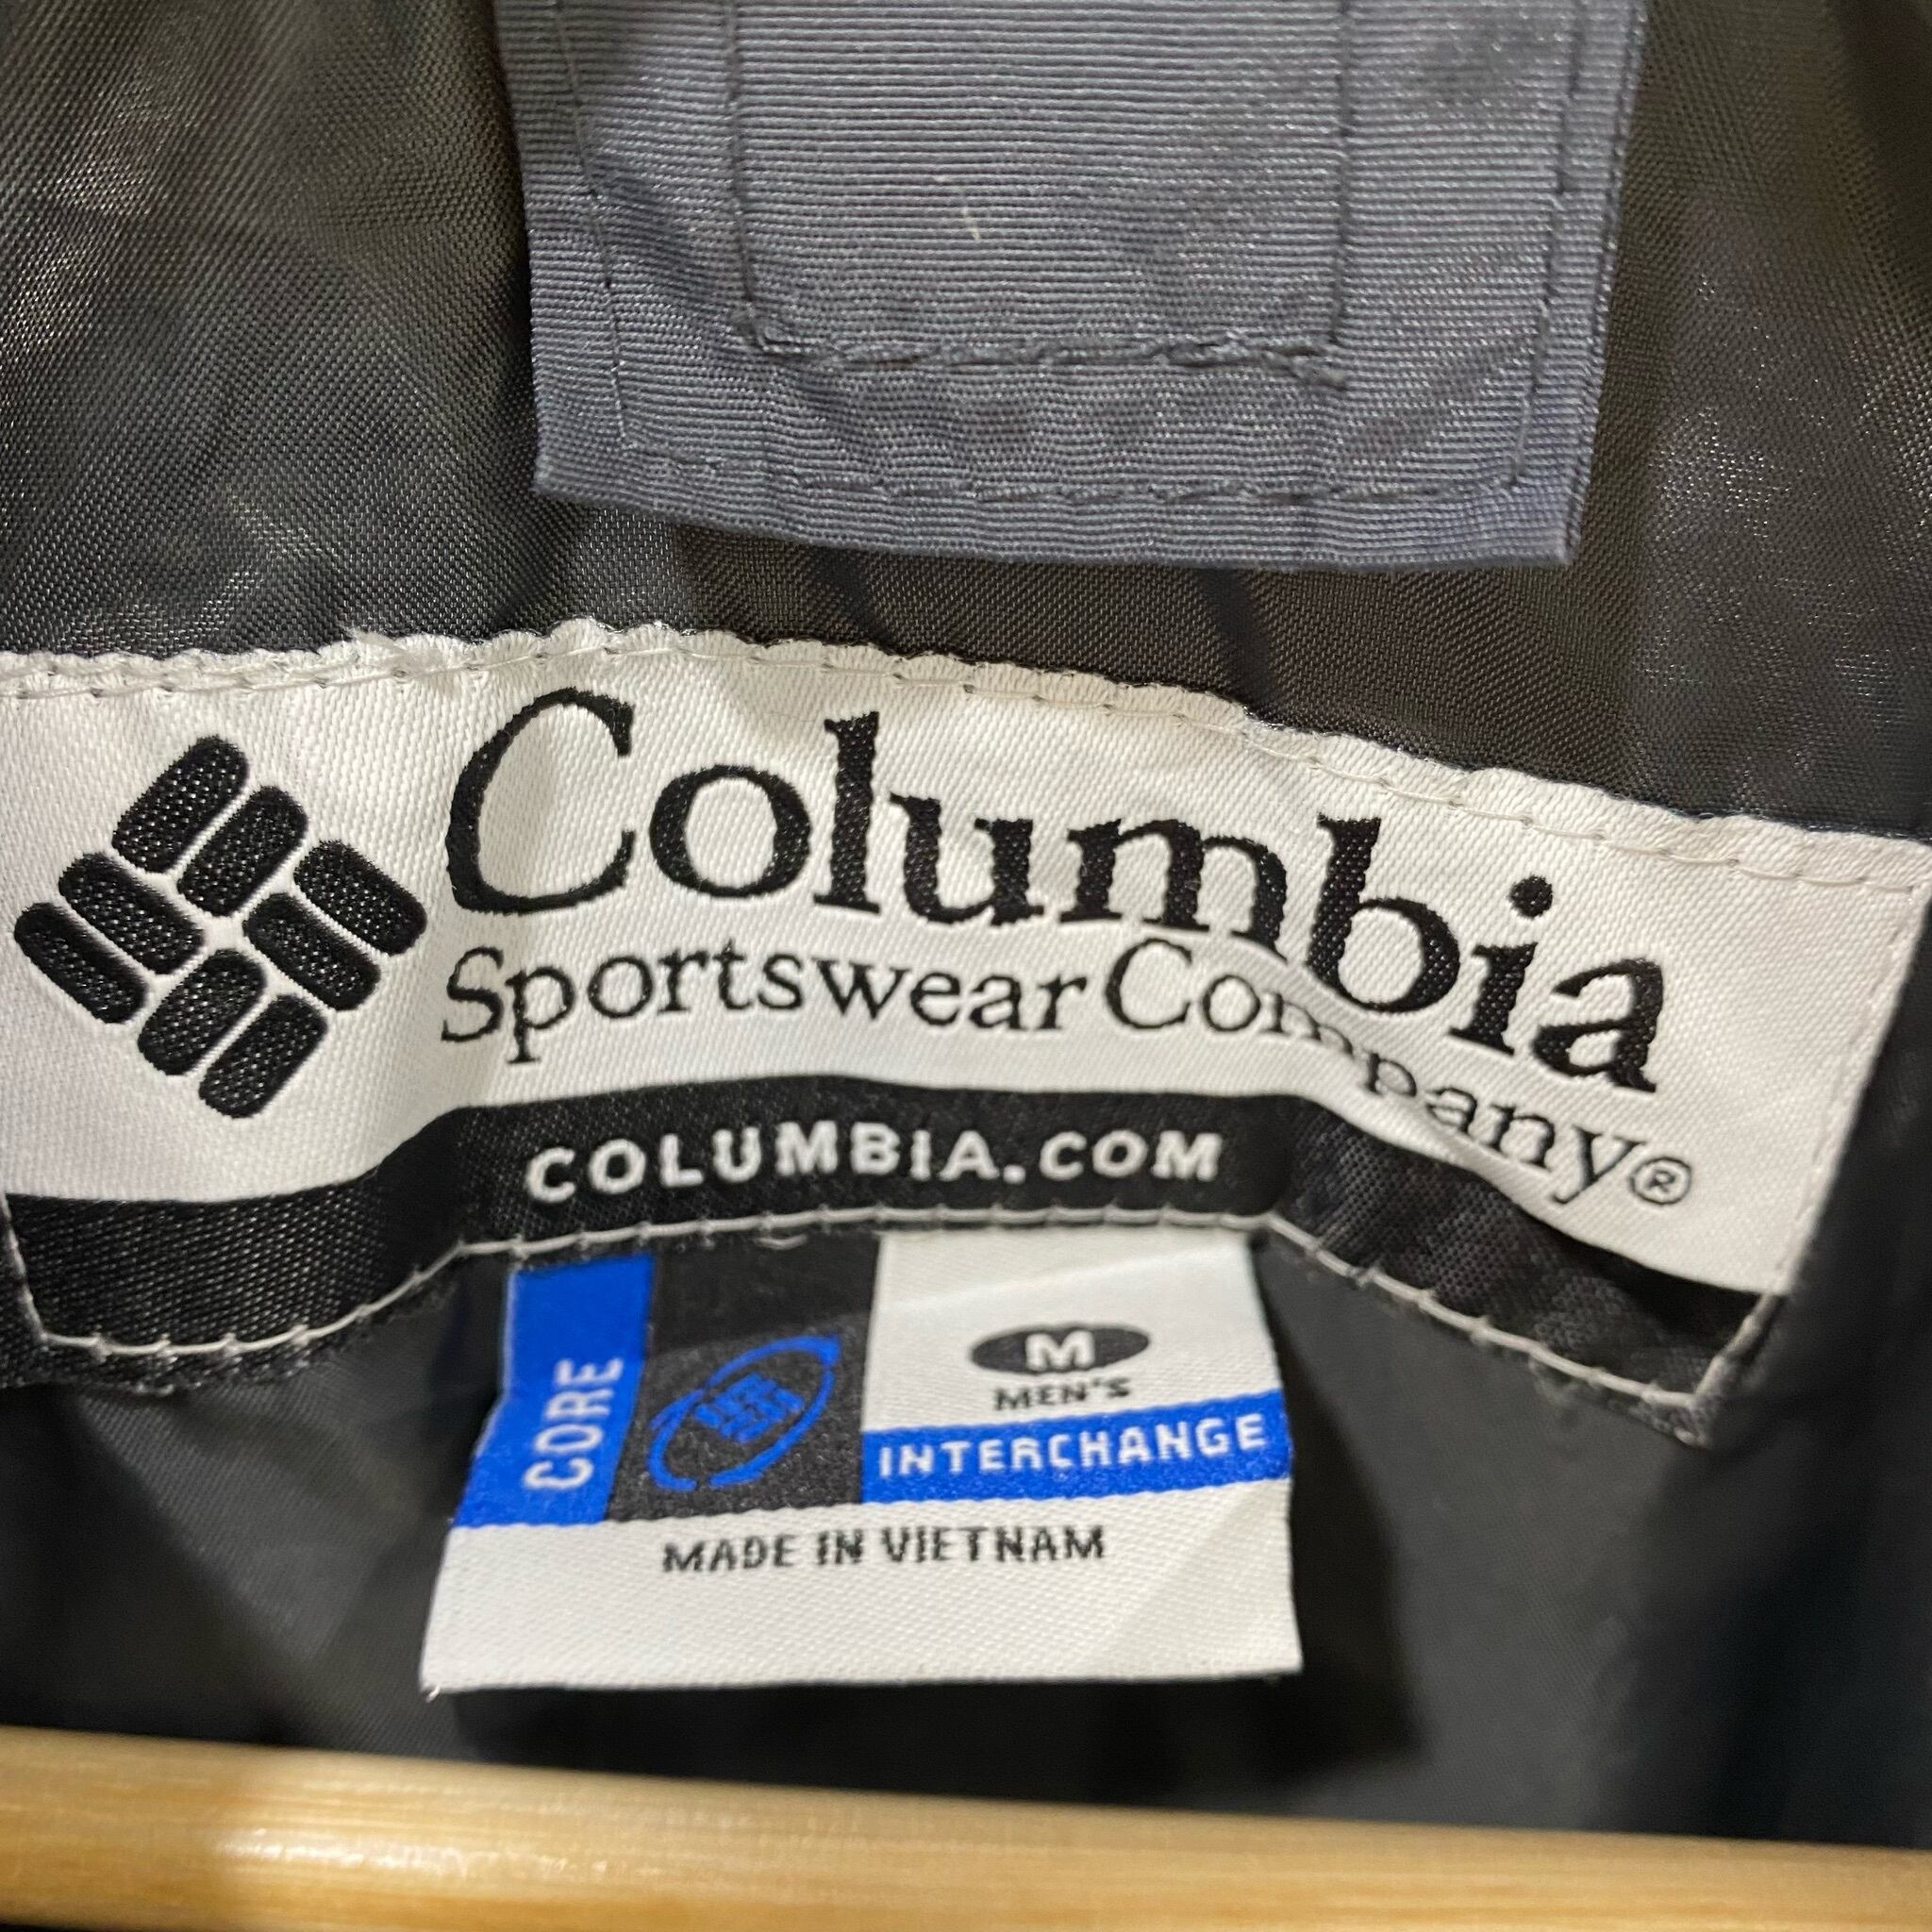 Columbia
Sportswear Company®
COLUMBIA.COM
CORE
M
MEN'S
INTERCHANGE
MADE IN VIETNAM